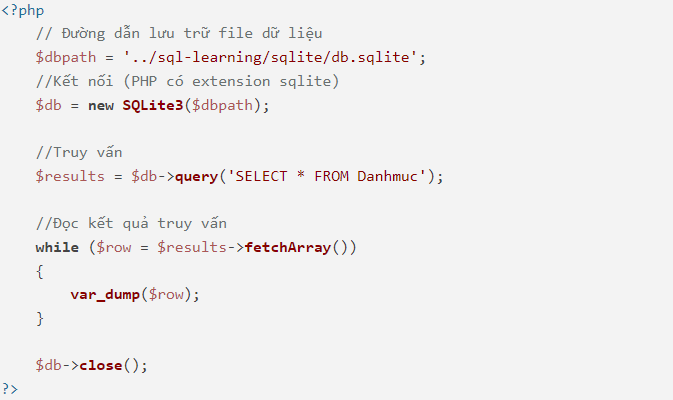 <?php
// Đường dẫn lưu trữ file dữ liệu
$dbpath = '../sql-learning/sqlite/db.sqlite';
//Kết nối (PHP có extension sqlite)
$db = new SQLite3($dbpath);
//Truy vấn
$results = $db->query('SELECT * FROM Danhmuc');
//Đọc kết quả truy vấn
while ($row = $results->fetchArray())
{
var_dump($row);
}
$db->close();
?>